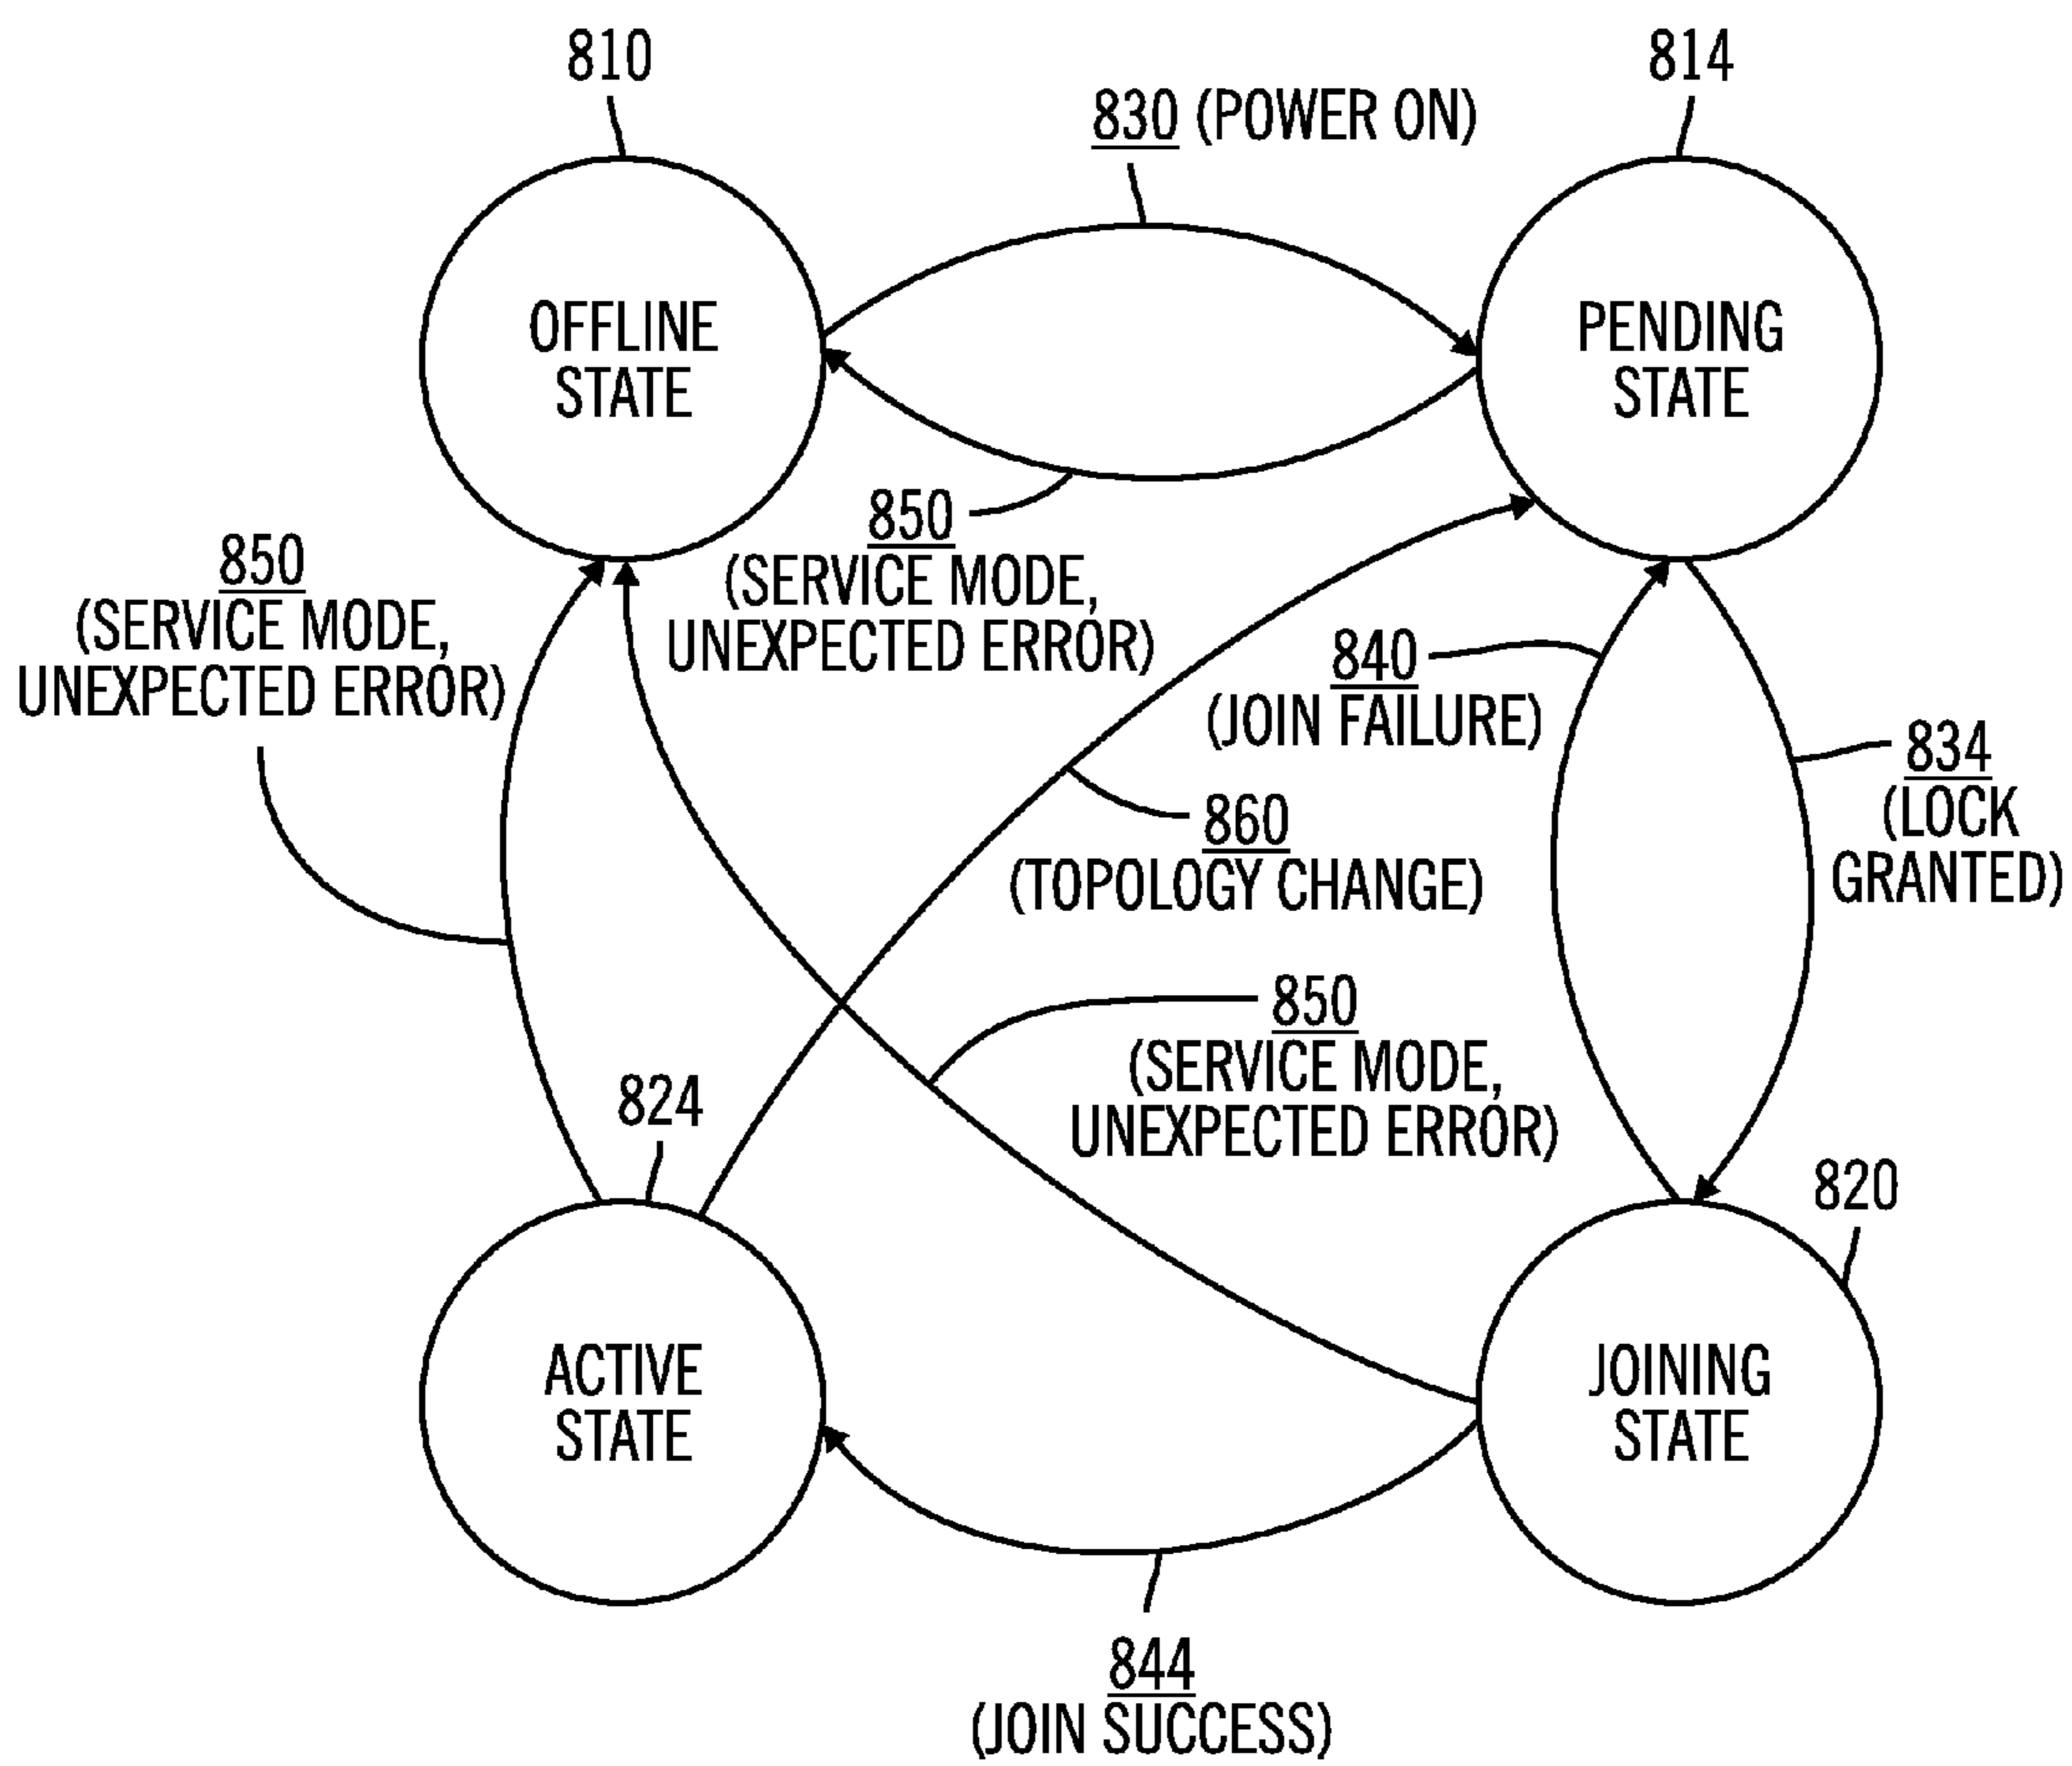 810
814
830 (POWER ON)
OFFLINE
STATE
PENDING
STATE
850
(SERVICE MODE,
UNEXPECTED ERROR)
850
(SERVICE MODE,
UNEXPECTED ERROR)
840
(JOIN FAILURE)
834
(LOCK
GRANTED)
860
(TOPOLOGY CHANGE)
850
(SERVICE MODE,
UNEXPECTED ERROR)
824
820
ACTIVE
STATE
JOINING
STATE
844
(JOIN SUCCESS)